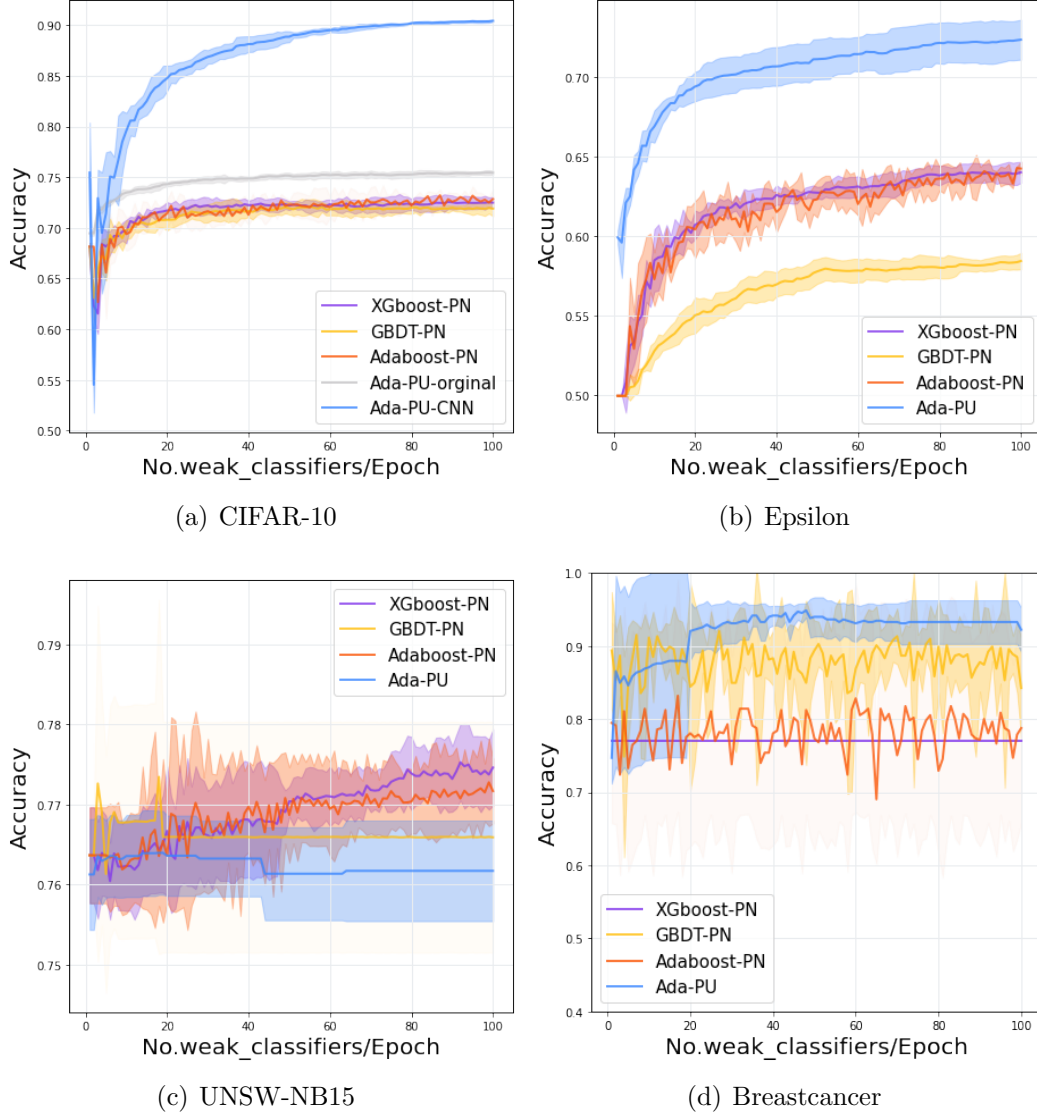 0.90
0.85
0.80
0.75
0.70
0.65
0.60
0.55
0.50
0 20 40 60 80 100
Accuracy
No.weak_classifiers/Epoch
XGboost-PN
GBDT-PN
Adaboost-PN
Ada-PU-orginal
Ada-PU-CNN
(a) CIFAR-10
0.70
0.65
0.60
0.55
0.50
0 20 40 60 80 100
Accuracy
No.weak_classifiers/Epoch
XGboost-PN
GBDT-PN
Adaboost-PN
Ada-PU
(b) Epsilon
0.79
0.78
0.77
0.76
0.75
0 20 40 60 80 100
Accuracy
No.weak_classifiers/Epoch
XGboost-PN
GBDT-PN
Adaboost-PN
Ada-PU
(c) UNSW-NB15
1.0
0.9
0.8
0.7
0.6
0.5
0.4
0 20 40 60 80 100
Accuracy
No.weak_classifiers/Epoch
XGboost-PN
GBDT-PN
Adaboost-PN
Ada-PU
(d) Breastcancer